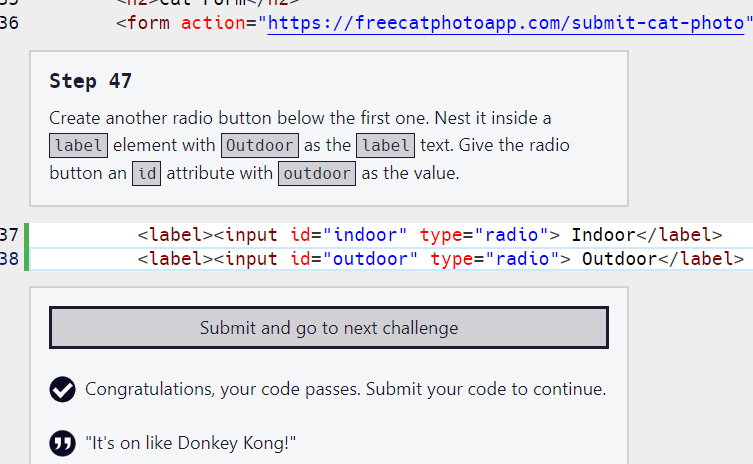 35 <h2>Cat Form</h2>
36 <form action="https://freecatphotoapp.com/submit-cat-photo"
Step 47
Create another radio button below the first one. Nest it inside a
label element with Outdoor as the label text. Give the radio
button an id attribute with outdoor as the value.
37 <label><input id="indoor" type="radio"> Indoor</label>
38 <label><input id="outdoor" type="radio"> Outdoor</label>
Submit and go to next challenge
Congratulations, your code passes. Submit your code to continue.
"It's on like Donkey Kong!"